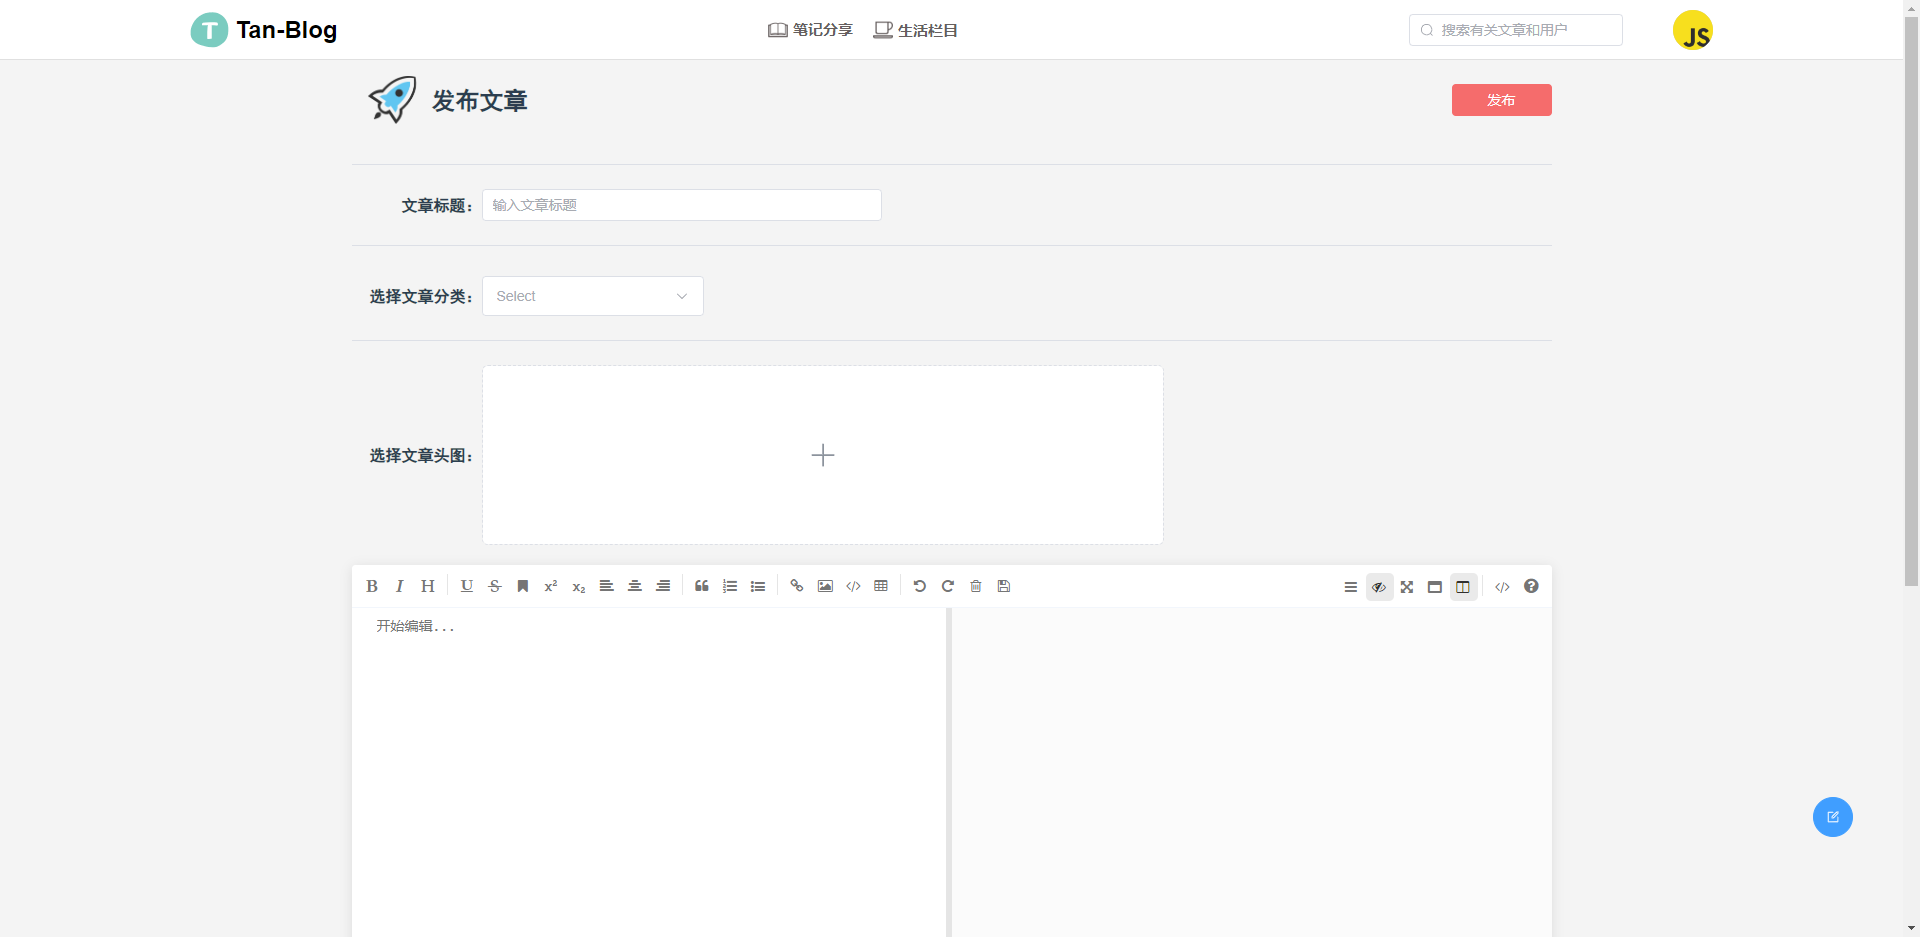 T Tan-Blog
笔记分享 生活栏目
搜索有关文章和用户
JS
发布文章
发布
文章标题：
输入文章标题
选择文章分类：
Select
选择文章头图：
B I H U S x² x₂ </>
</>
开始编辑...